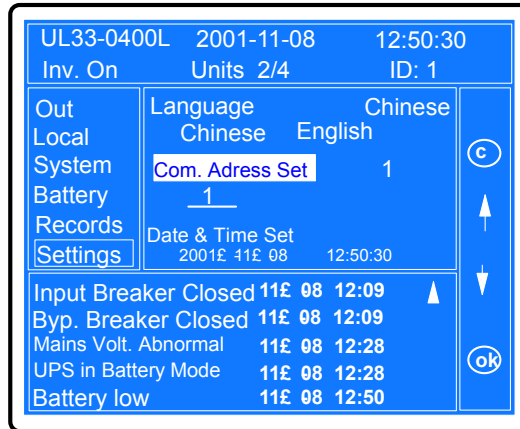 UL33-0400L 2001-11-08 12:50:30
Inv. On Units 2/4 ID: 1
Out
Local
System
Battery
Records
Settings
Language Chinese
Chinese English
Com. Adress Set 1
1
Date & Time Set
2001£ 11£ 08 12:50:30
Input Breaker Closed 11£ 08 12:09
Byp. Breaker Closed 11£ 08 12:09
Mains Volt. Abnormal 11£ 08 12:28
UPS in Battery Mode 11£ 08 12:28
Battery low 11£ 08 12:50
c
ok